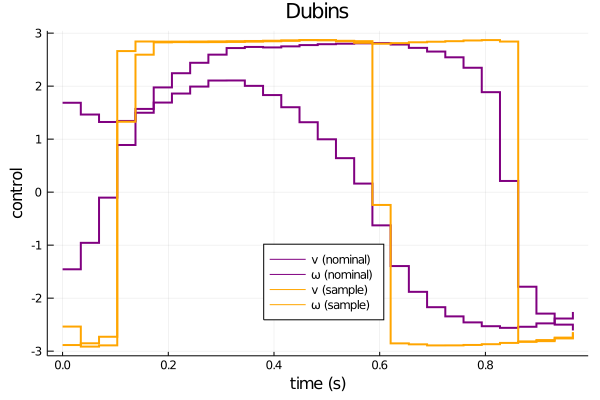 Dubins
control
3
2
1
0
-1
-2
-3
v (nominal)
ω (nominal)
v (sample)
ω (sample)
0.0 0.2 0.4 0.6 0.8
time (s)